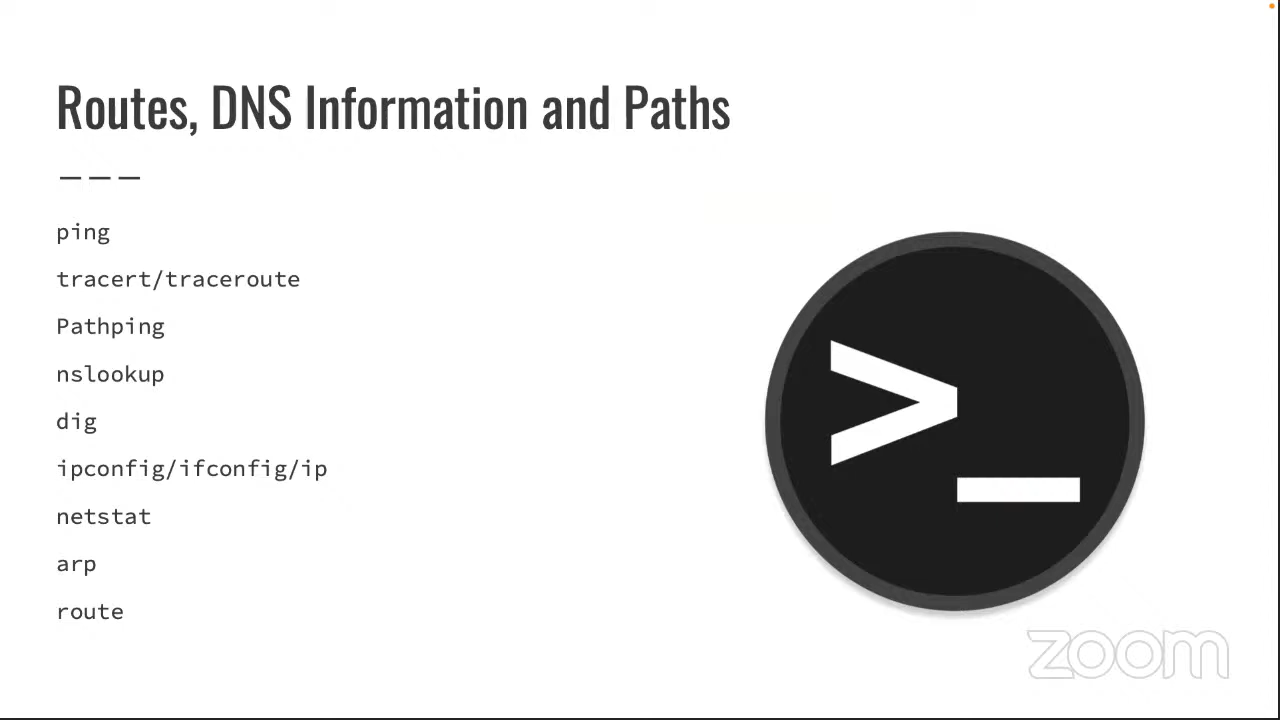 Routes, DNS Information and Paths
———
ping
tracert/traceroute
Pathping
nslookup
dig
ipconfig/ifconfig/ip
netstat
arp
route
>_
zoom